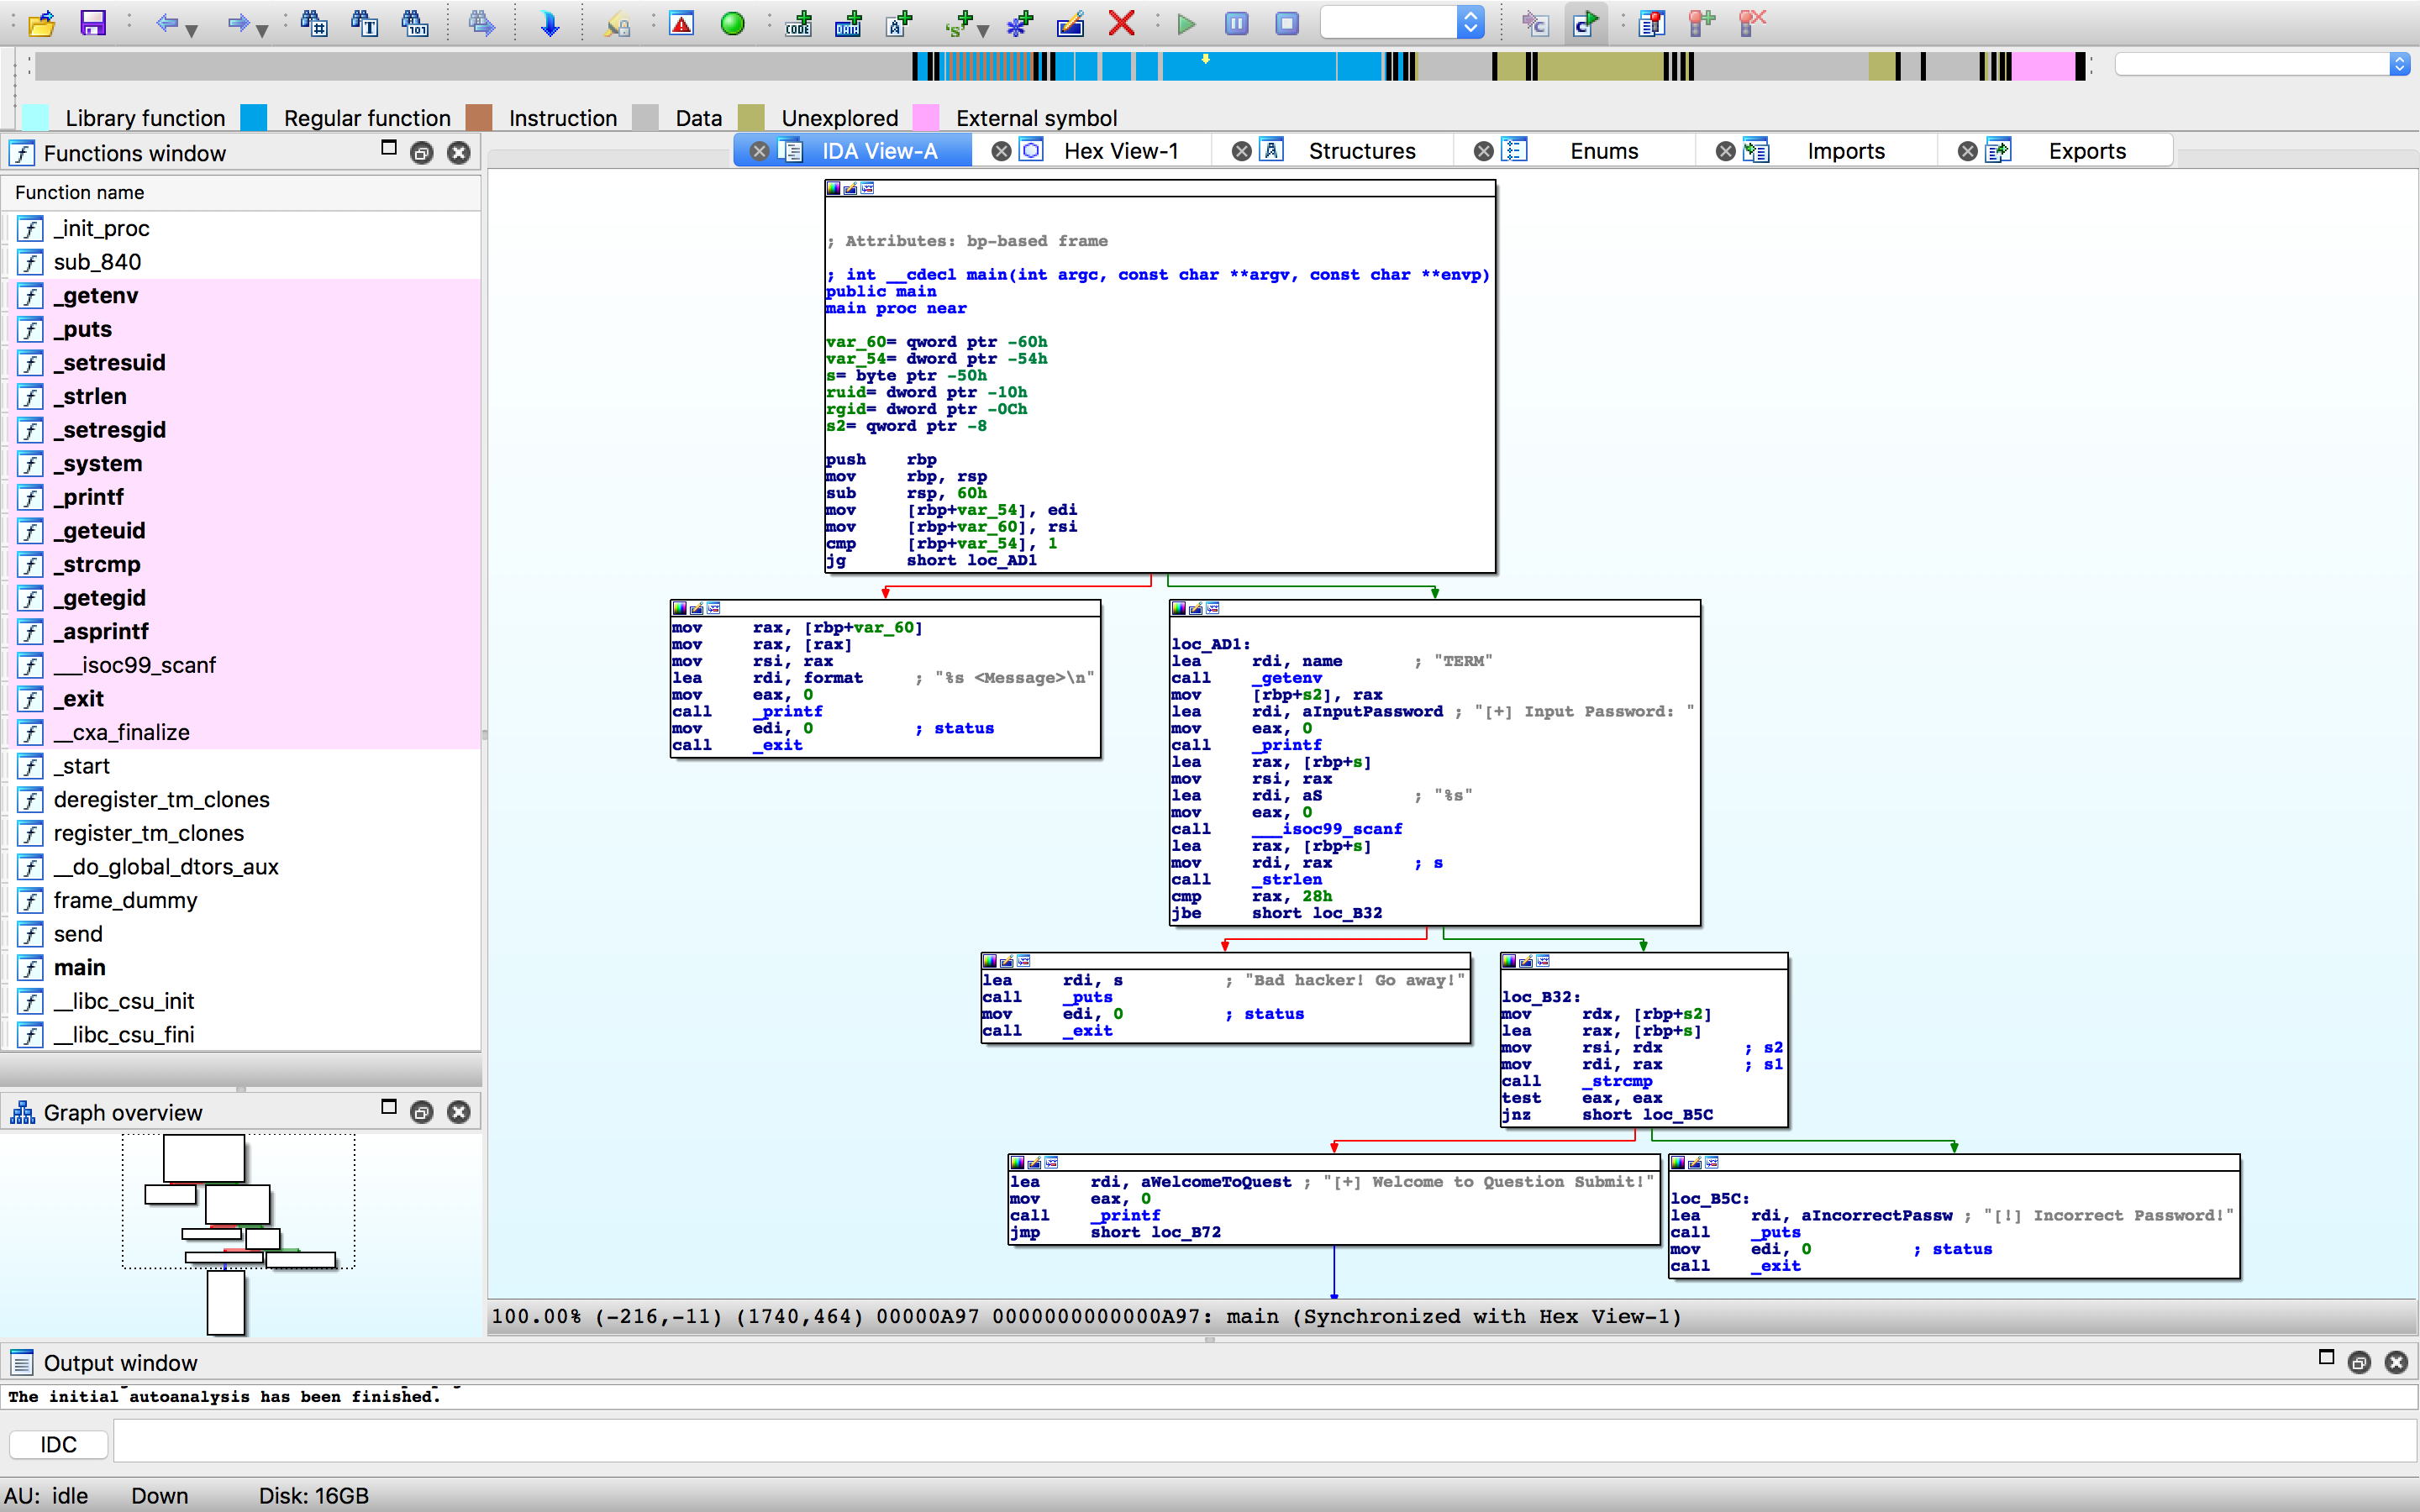 Library function Regular function Instruction Data Unexplored External symbol
Functions window
IDA View-A Hex View-1 Structures Enums Imports Exports
Function name
_init_proc
sub_840
_getenv
_puts
_setresuid
_strlen
_setresgid
_system
_printf
_geteuid
_strcmp
_getegid
_asprintf
___isoc99_scanf
_exit
__cxa_finalize
_start
deregister_tm_clones
register_tm_clones
__do_global_dtors_aux
frame_dummy
send
main
__libc_csu_init
__libc_csu_fini
Graph overview
; Attributes: bp-based frame
; int __cdecl main(int argc, const char **argv, const char **envp)
public main
main proc near
var_60= qword ptr -60h
var_54= dword ptr -54h
s= byte ptr -50h
ruid= dword ptr -10h
rgid= dword ptr -0Ch
s2= qword ptr -8
push rbp
mov rbp, rsp
sub rsp, 60h
mov [rbp+var_54], edi
mov [rbp+var_60], rsi
cmp [rbp+var_54], 1
jg short loc_AD1
mov rax, [rbp+var_60]
mov rax, [rax]
mov rsi, rax
lea rdi, format ; "%s <Message>\n"
mov eax, 0
call _printf
mov edi, 0 ; status
call _exit
loc_AD1:
lea rdi, name ; "TERM"
call _getenv
mov [rbp+s2], rax
lea rdi, aInputPassword ; "[+] Input Password: "
mov eax, 0
call _printf
lea rax, [rbp+s]
mov rsi, rax
lea rdi, aS ; "%s"
mov eax, 0
call ___isoc99_scanf
lea rax, [rbp+s]
mov rdi, rax ; s
call _strlen
cmp rax, 28h
jbe short loc_B32
lea rdi, s ; "Bad hacker! Go away!"
call _puts
mov edi, 0 ; status
call _exit
loc_B32:
mov rdx, [rbp+s2]
lea rax, [rbp+s]
mov rsi, rdx ; s2
mov rdi, rax ; s1
call _strcmp
test eax, eax
jnz short loc_B5C
lea rdi, aWelcomeToQuest ; "[+] Welcome to Question Submit!"
mov eax, 0
call _printf
jmp short loc_B72
loc_B5C:
lea rdi, aIncorrectPassw ; "[!] Incorrect Password!"
call _puts
mov edi, 0 ; status
call _exit
100.00% (-216,-11) (1740,464) 00000A97 0000000000000A97: main (Synchronized with Hex View-1)
Output window
The initial autoanalysis has been finished.
IDC
AU: idle Down Disk: 16GB